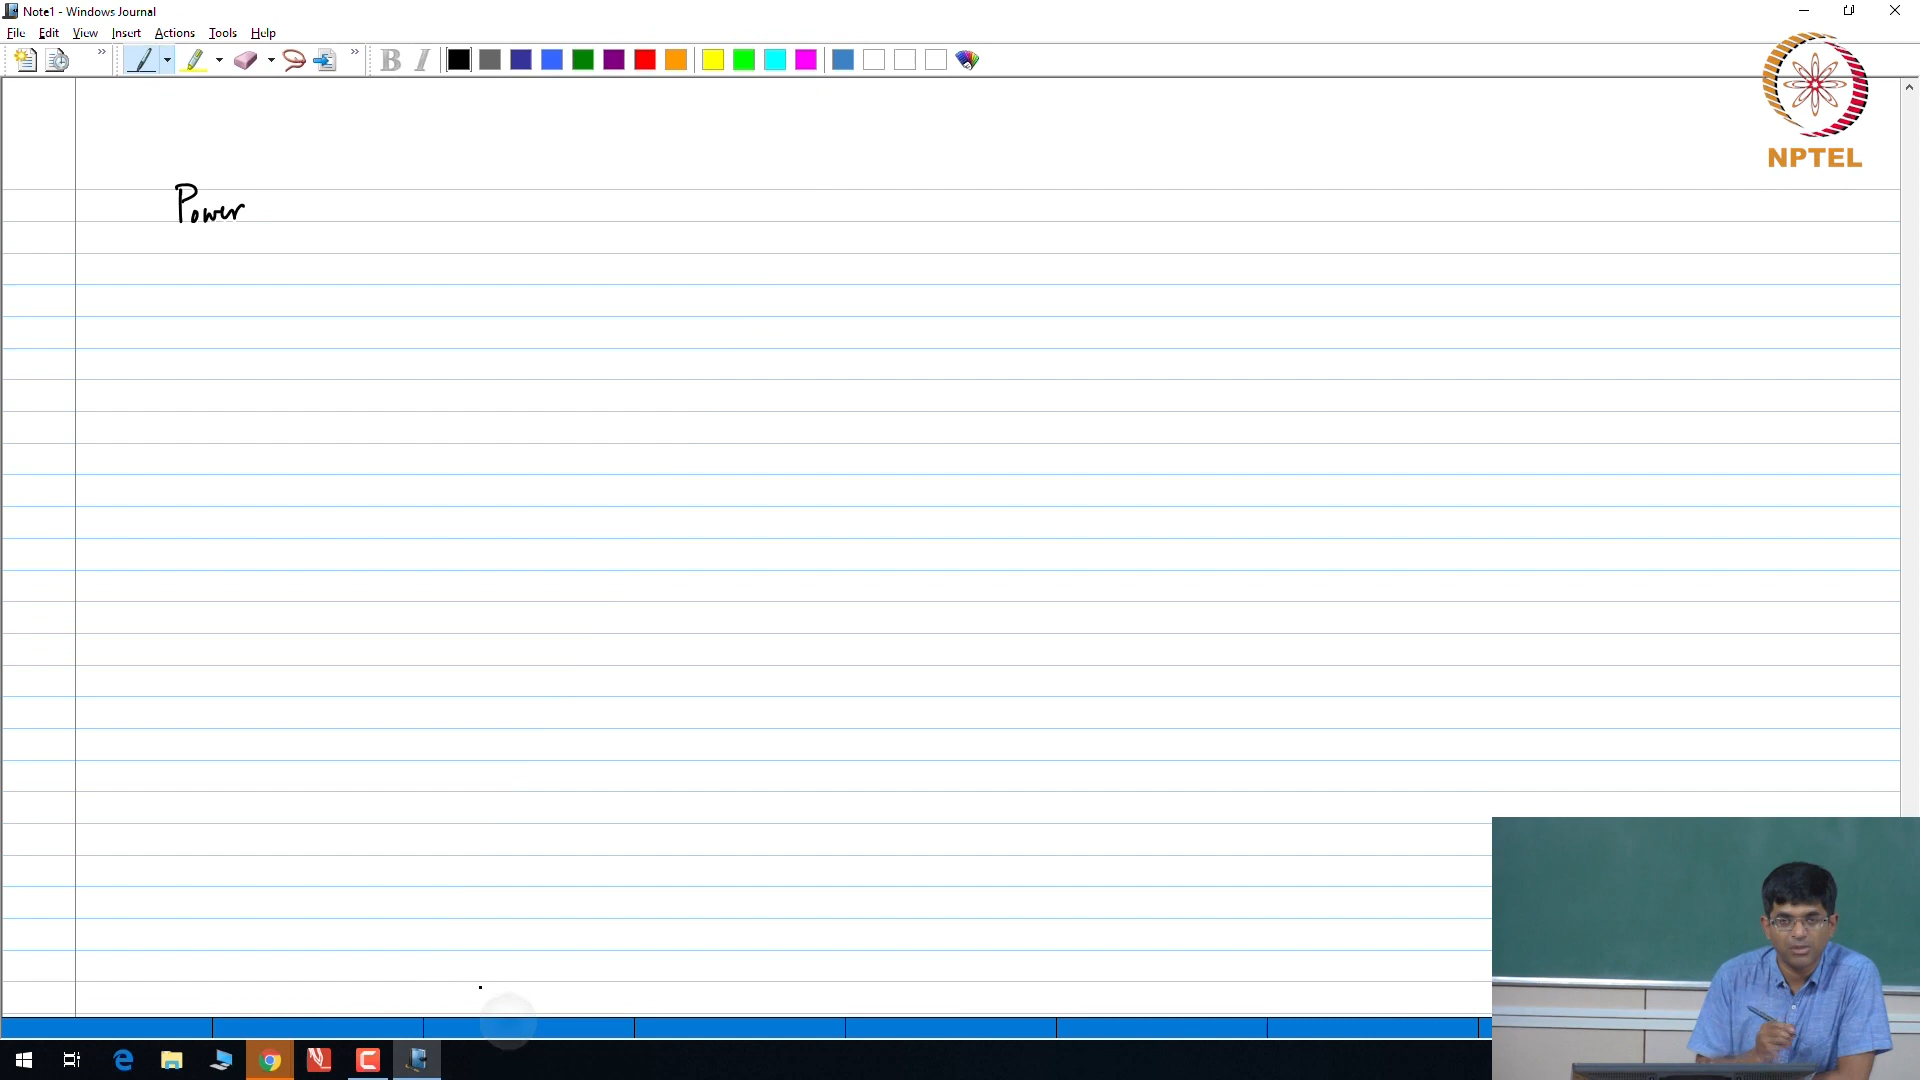 Note1 - Windows Journal
File Edit View Insert Actions Tools Help
B I
NPTEL
Power